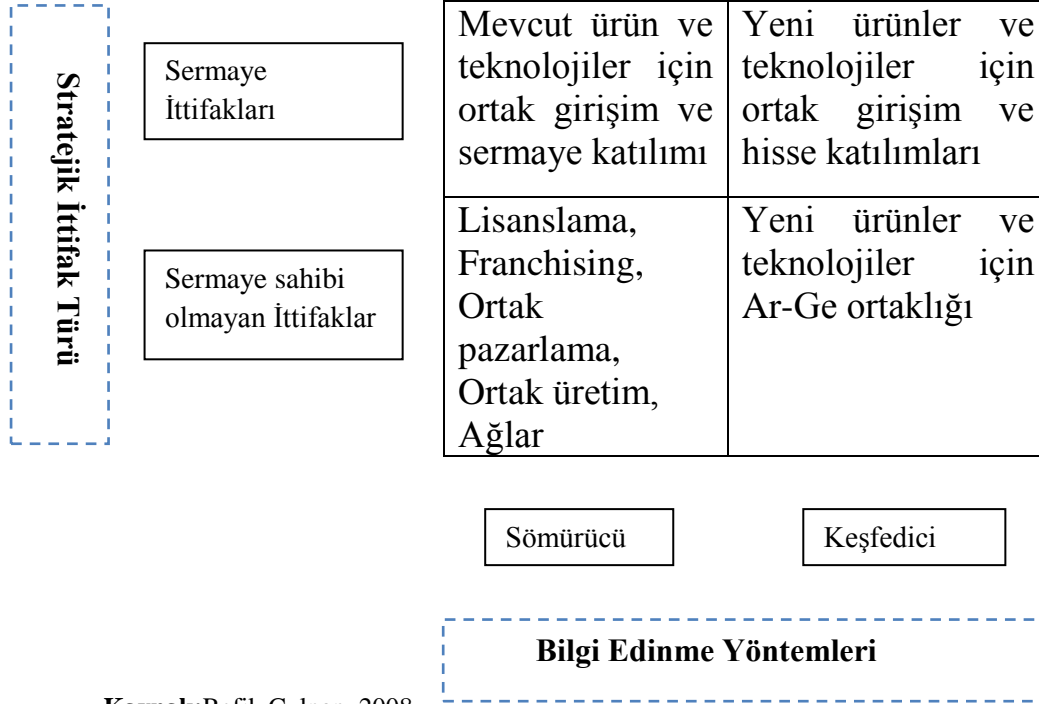 Stratejik İttifak Türü
Sermaye
İttifakları
Mevcut ürün ve
teknolojiler için
ortak girişim ve
sermaye katılımı
Yeni ürünler ve
teknolojiler için
ortak girişim ve
hisse katılımları
Sermaye sahibi
olmayan İttifaklar
Lisanslama,
Franchising,
Ortak
pazarlama,
Ortak üretim,
Ağlar
Yeni ürünler ve
teknolojiler için
Ar-Ge ortaklığı
Sömürücü
Keşfedici
Bilgi Edinme Yöntemleri
2008